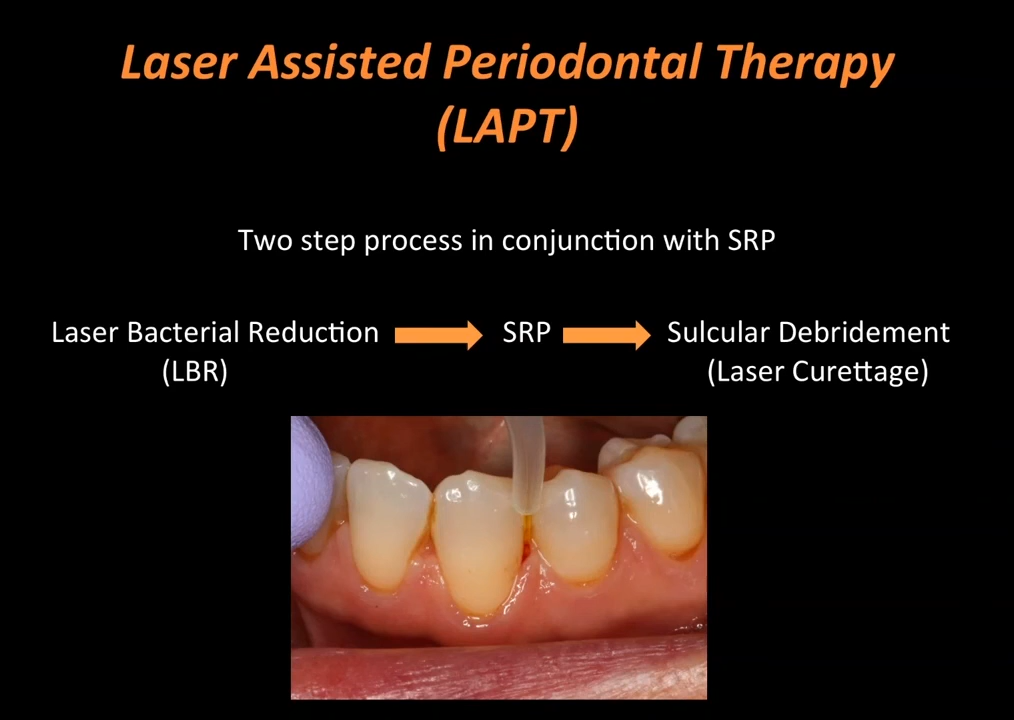 Laser Assisted Periodontal Therapy
(LAPT)
Two step process in conjunction with SRP
Laser Bacterial Reduction SRP Sulcular Debridement
(LBR) (Laser Curettage)